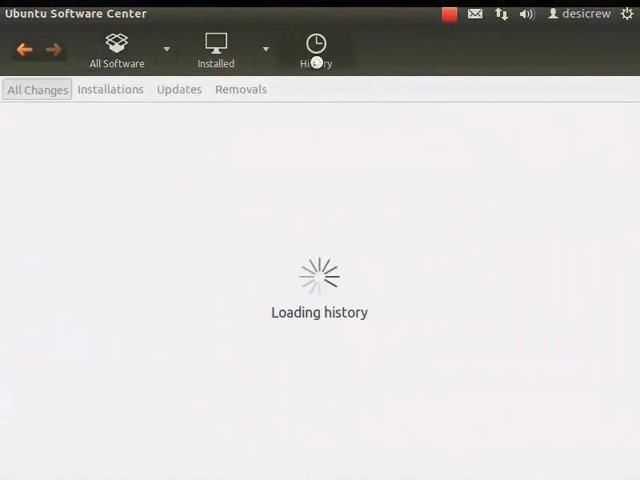 Ubuntu Software Center
desicrew
All Software
Installed
History
All Changes Installations Updates Removals
Loading history